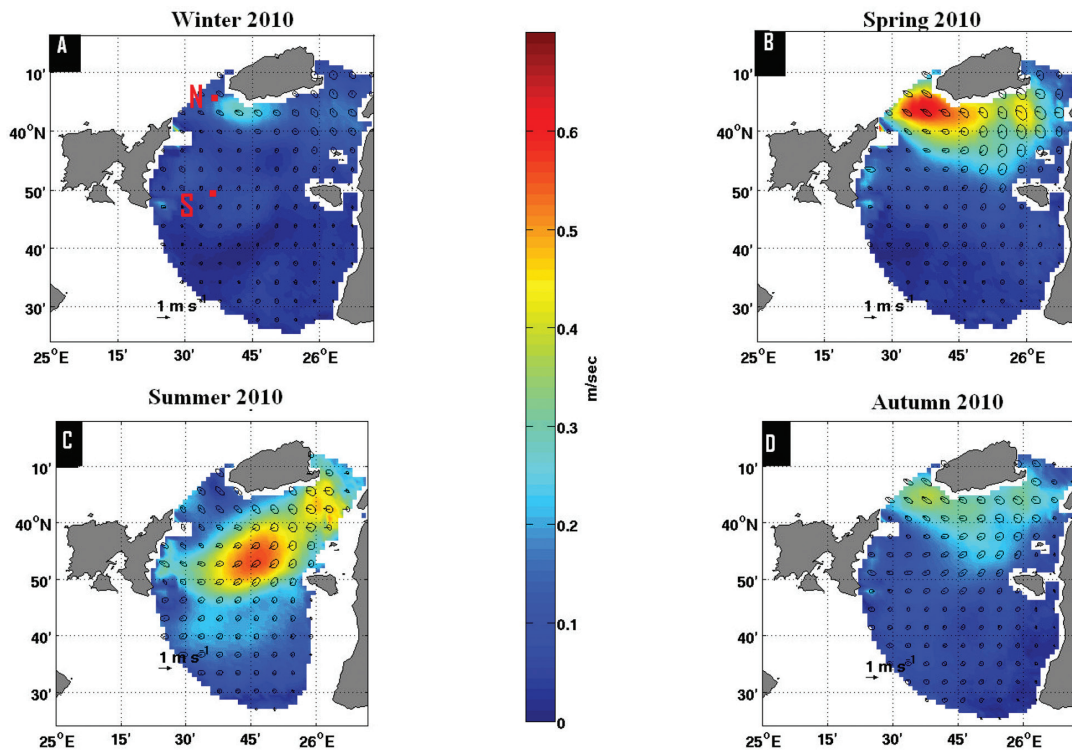 Winter 2010
A
10'
N
40°N
50'
S
40'
30'
1 m s⁻¹
25°E 15' 30' 45' 26°E
Spring 2010
B
10'
40°N
50'
40'
30'
1 m s⁻¹
25°E 15' 30' 45' 26°E
0.6
0.5
0.4
0.3
0.2
0.1
0
m/sec
Summer 2010
C
10'
40°N
50'
40'
30'
1 m s⁻¹
25°E 15' 30' 45' 26°E
Autumn 2010
D
10'
40°N
50'
40'
30'
1 m s⁻¹
25°E 15' 30' 45' 26°E